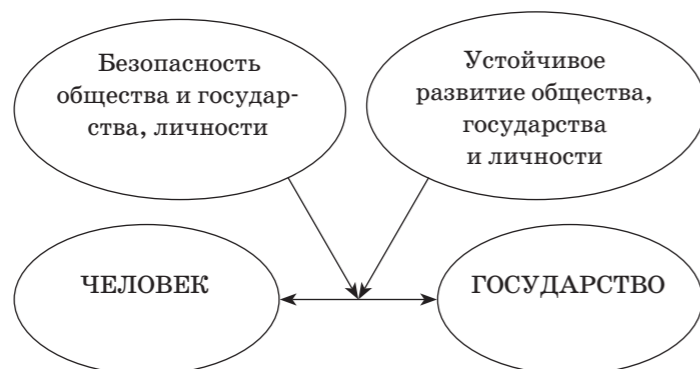 Безопасность
общества и государ-
ства, личности
Устойчивое
развитие общества,
государства
и личности
ЧЕЛОВЕК
ГОСУДАРСТВО